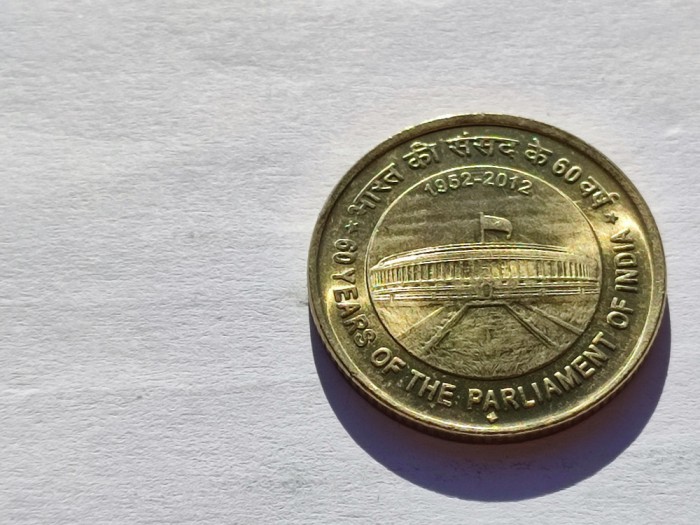 भारत की संसद के 60 वर्ष
1952-2012
60 YEARS OF THE PARLIAMENT OF INDIA